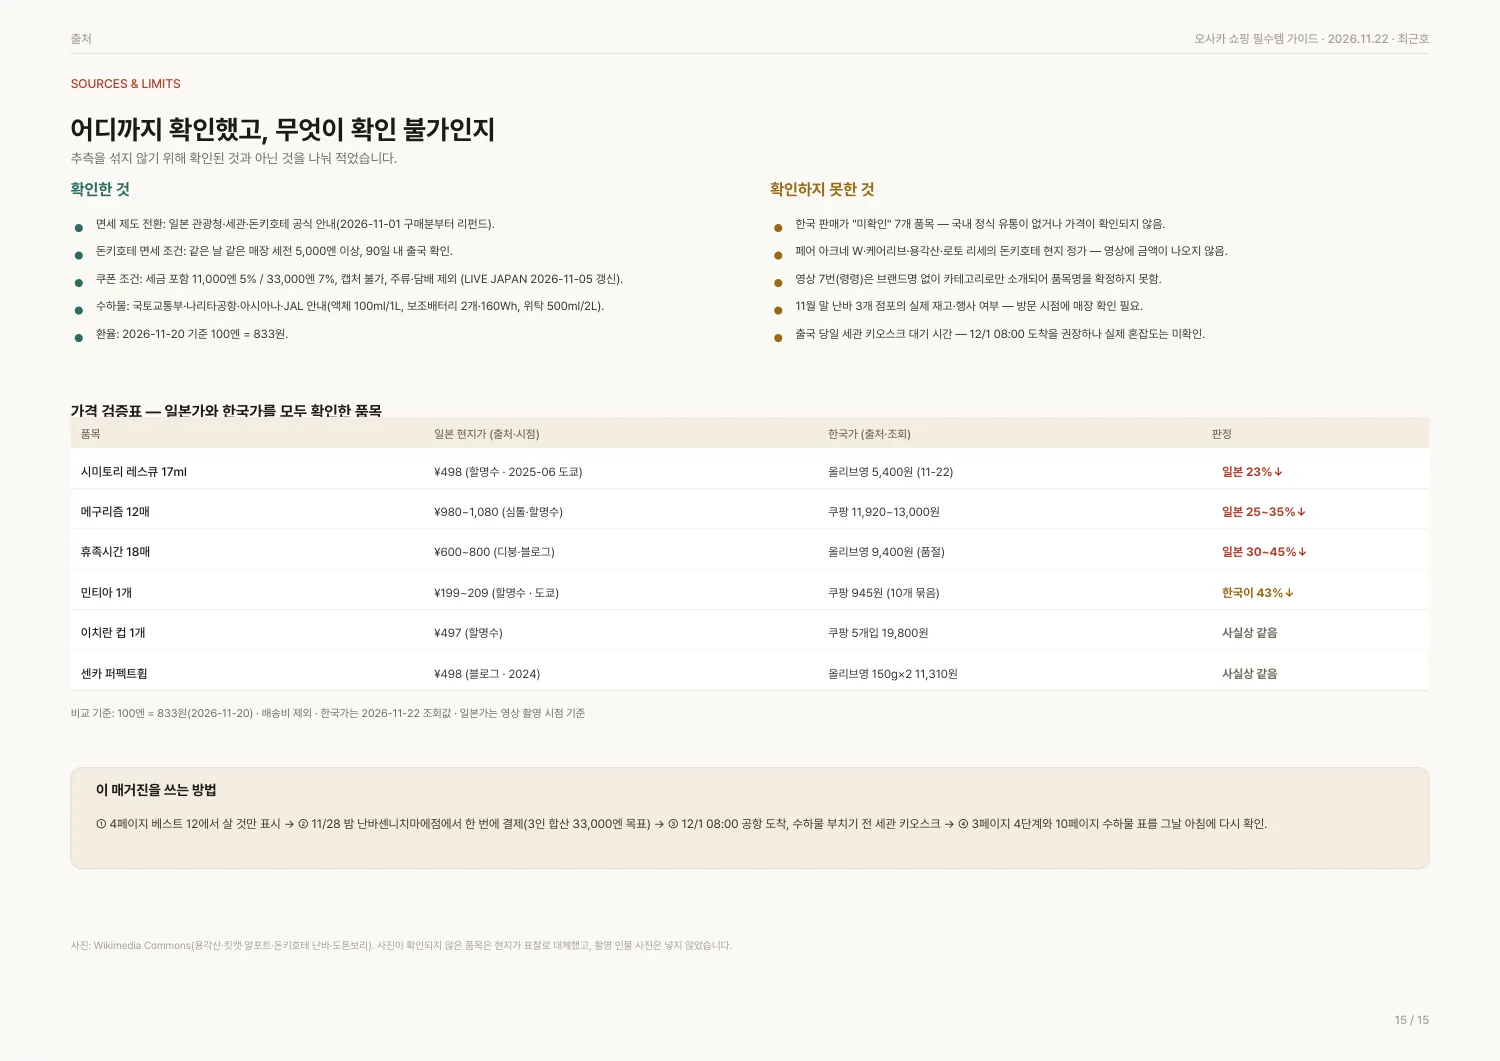 출처
오사카 쇼핑 필수템 가이드 · 2026.11.22 · 최근호
SOURCES & LIMITS
어디까지 확인했고, 무엇이 확인 불가인지
추측을 섞지 않기 위해 확인된 것과 아닌 것을 나눠 적었습니다.
확인한 것
면세 제도 전환: 일본 관광청·세관·돈키호테 공식 안내(2026-11-01 구매분부터 리펀드).
돈키호테 면세 조건: 같은 날 같은 매장 세전 5,000엔 이상, 90일 내 출국 확인.
쿠폰 조건: 세금 포함 11,000엔 5% / 33,000엔 7%, 캡처 불가, 주류·담배 제외 (LIVE JAPAN 2026-11-05 갱신).
수하물: 국토교통부·나리타공항·아시아나·JAL 안내(액체 100ml/1L, 보조배터리 2개·160Wh, 위탁 500ml/2L).
환율: 2026-11-20 기준 100엔 = 833원.
확인하지 못한 것
한국 판매가 "미확인" 7개 품목 — 국내 정식 유통이 없거나 가격이 확인되지 않음.
페어 아크네 W·케어리브·용각산·로토 리세의 돈키호테 현지 정가 — 영상에 금액이 나오지 않음.
영상 7번(령령)은 브랜드명 없이 카테고리로만 소개되어 품목명을 확정하지 못함.
11월 말 난바 3개 점포의 실제 재고·행사 여부 — 방문 시점에 매장 확인 필요.
출국 당일 세관 키오스크 대기 시간 — 12/1 08:00 도착을 권장하나 실제 혼잡도는 미확인.
가격 검증표 — 일본가와 한국가를 모두 확인한 품목
품목 일본 현지가 (출처·시점) 한국가 (출처·조회) 판정
시미토리 레스큐 17ml ¥498 (할명수 · 2025-06 도쿄) 올리브영 5,400원 (11-22) 일본 23%↓
메구리즘 12매 ¥980~1,080 (심톨·할명수) 쿠팡 11,920~13,000원 일본 25~35%↓
휴족시간 18매 ¥600~800 (디붕·블로그) 올리브영 9,400원 (품절) 일본 30~45%↓
민티아 1개 ¥199~209 (할명수 · 도쿄) 쿠팡 945원 (10개 묶음) 한국이 43%↓
이치란 컵 1개 ¥497 (할명수) 쿠팡 5개입 19,800원 사실상 같음
센카 퍼펙트휩 ¥498 (블로그 · 2024) 올리브영 150g×2 11,310원 사실상 같음
비교 기준: 100엔 = 833원(2026-11-20) · 배송비 제외 · 한국가는 2026-11-22 조회값 · 일본가는 영상 촬영 시점 기준
이 매거진을 쓰는 방법
① 4페이지 베스트 12에서 살 것만 표시 → ② 11/28 밤 난바센니치마에점에서 한 번에 결제(3인 합산 33,000엔 목표) → ③ 12/1 08:00 공항 도착, 수하물 부치기 전 세관 키오스크 → ④ 3페이지 4단계와 10페이지 수하물 표를 그날 아침에 다시 확인.
사진: Wikimedia Commons(용각산·킷캣·알포트·돈키호테 난바·도톤보리). 사진이 확인되지 않은 품목은 현지가 표찰로 대체했고, 촬영 인물 사진은 넣지 않았습니다.
15 / 15